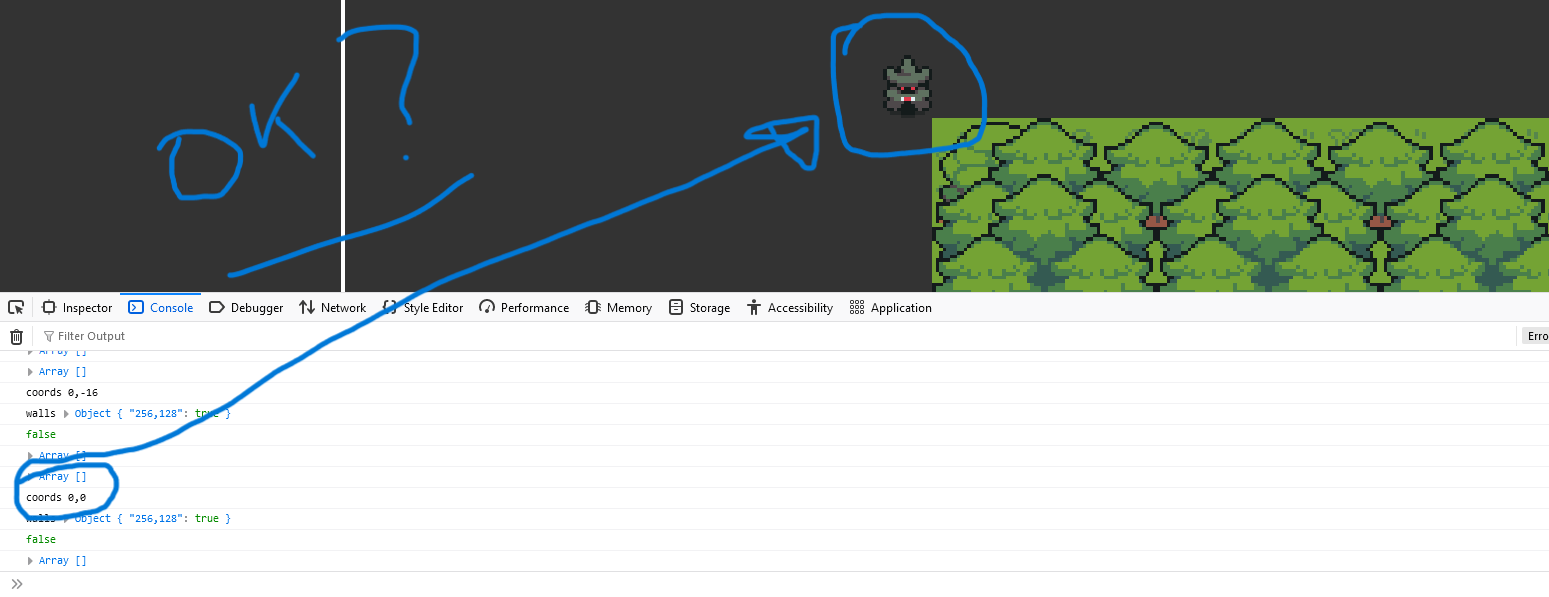 OK?
Inspector Console Debugger Network Style Editor Performance Memory Storage Accessibility Application
Filter Output Erro
Array []
Array []
coords 0,-16
walls Object { "256,128": true }
false
Array []
Array []
coords 0,0
walls Object { "256,128": true }
false
Array []